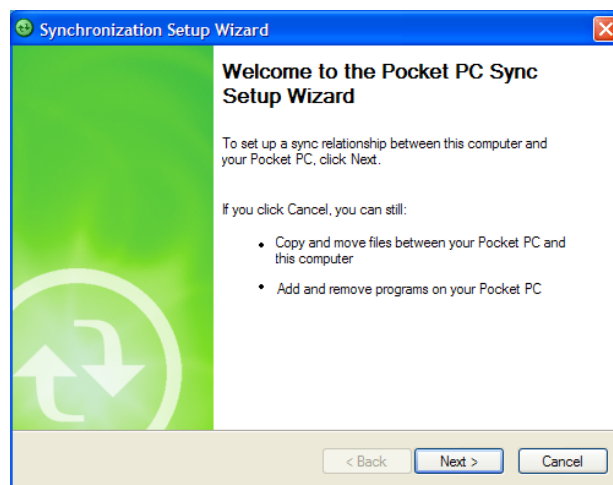 Synchronization Setup Wizard
Welcome to the Pocket PC Sync
Setup Wizard
To set up a sync relationship between this computer and
your Pocket PC, click Next.
If you click Cancel, you can still:
• Copy and move files between your Pocket PC and
this computer
• Add and remove programs on your Pocket PC
< Back Next > Cancel